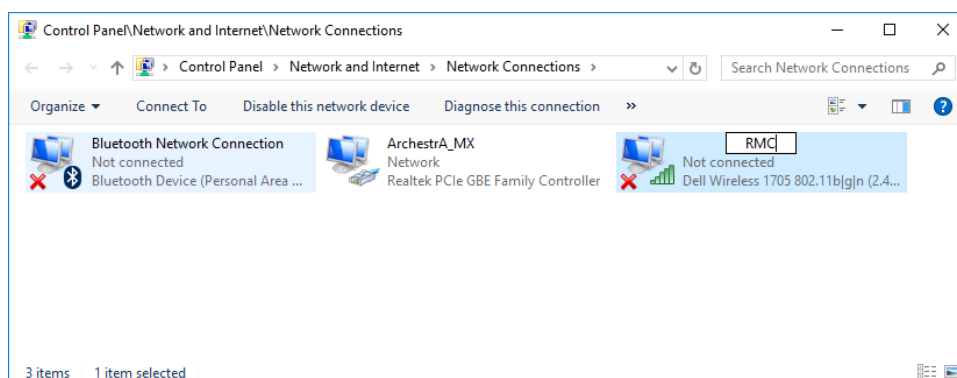 Control Panel\Network and Internet\Network Connections
Control Panel > Network and Internet > Network Connections >
Search Network Connections
Organize Connect To Disable this network device Diagnose this connection »
Bluetooth Network Connection
Not connected
Bluetooth Device (Personal Area ...
ArchestrA_MX
Network
Realtek PCIe GBE Family Controller
RMC
Not connected
Dell Wireless 1705 802.11b|g|n (2.4...
3 items 1 item selected